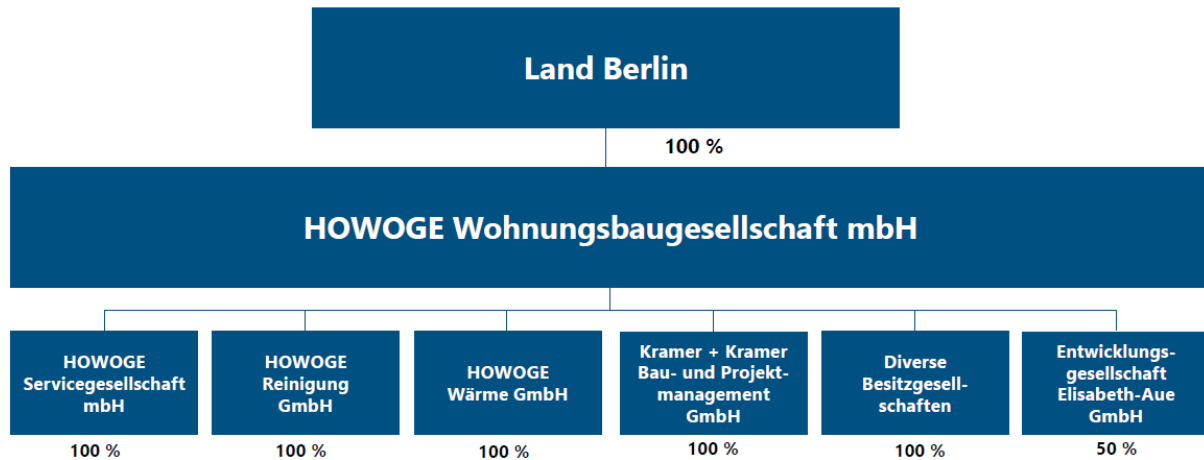 Land Berlin
100 %
HOWOGE Wohnungsbaugesellschaft mbH
HOWOGE
Servicegesellschaft
mbH
100 %
HOWOGE
Reinigung
GmbH
100 %
HOWOGE
Wärme GmbH
100 %
Kramer + Kramer
Bau- und Projekt-
management
GmbH
100 %
Diverse
Besitzgesell-
schaften
100 %
Entwicklungs-
gesellschaft
Elisabeth-Aue
GmbH
50 %